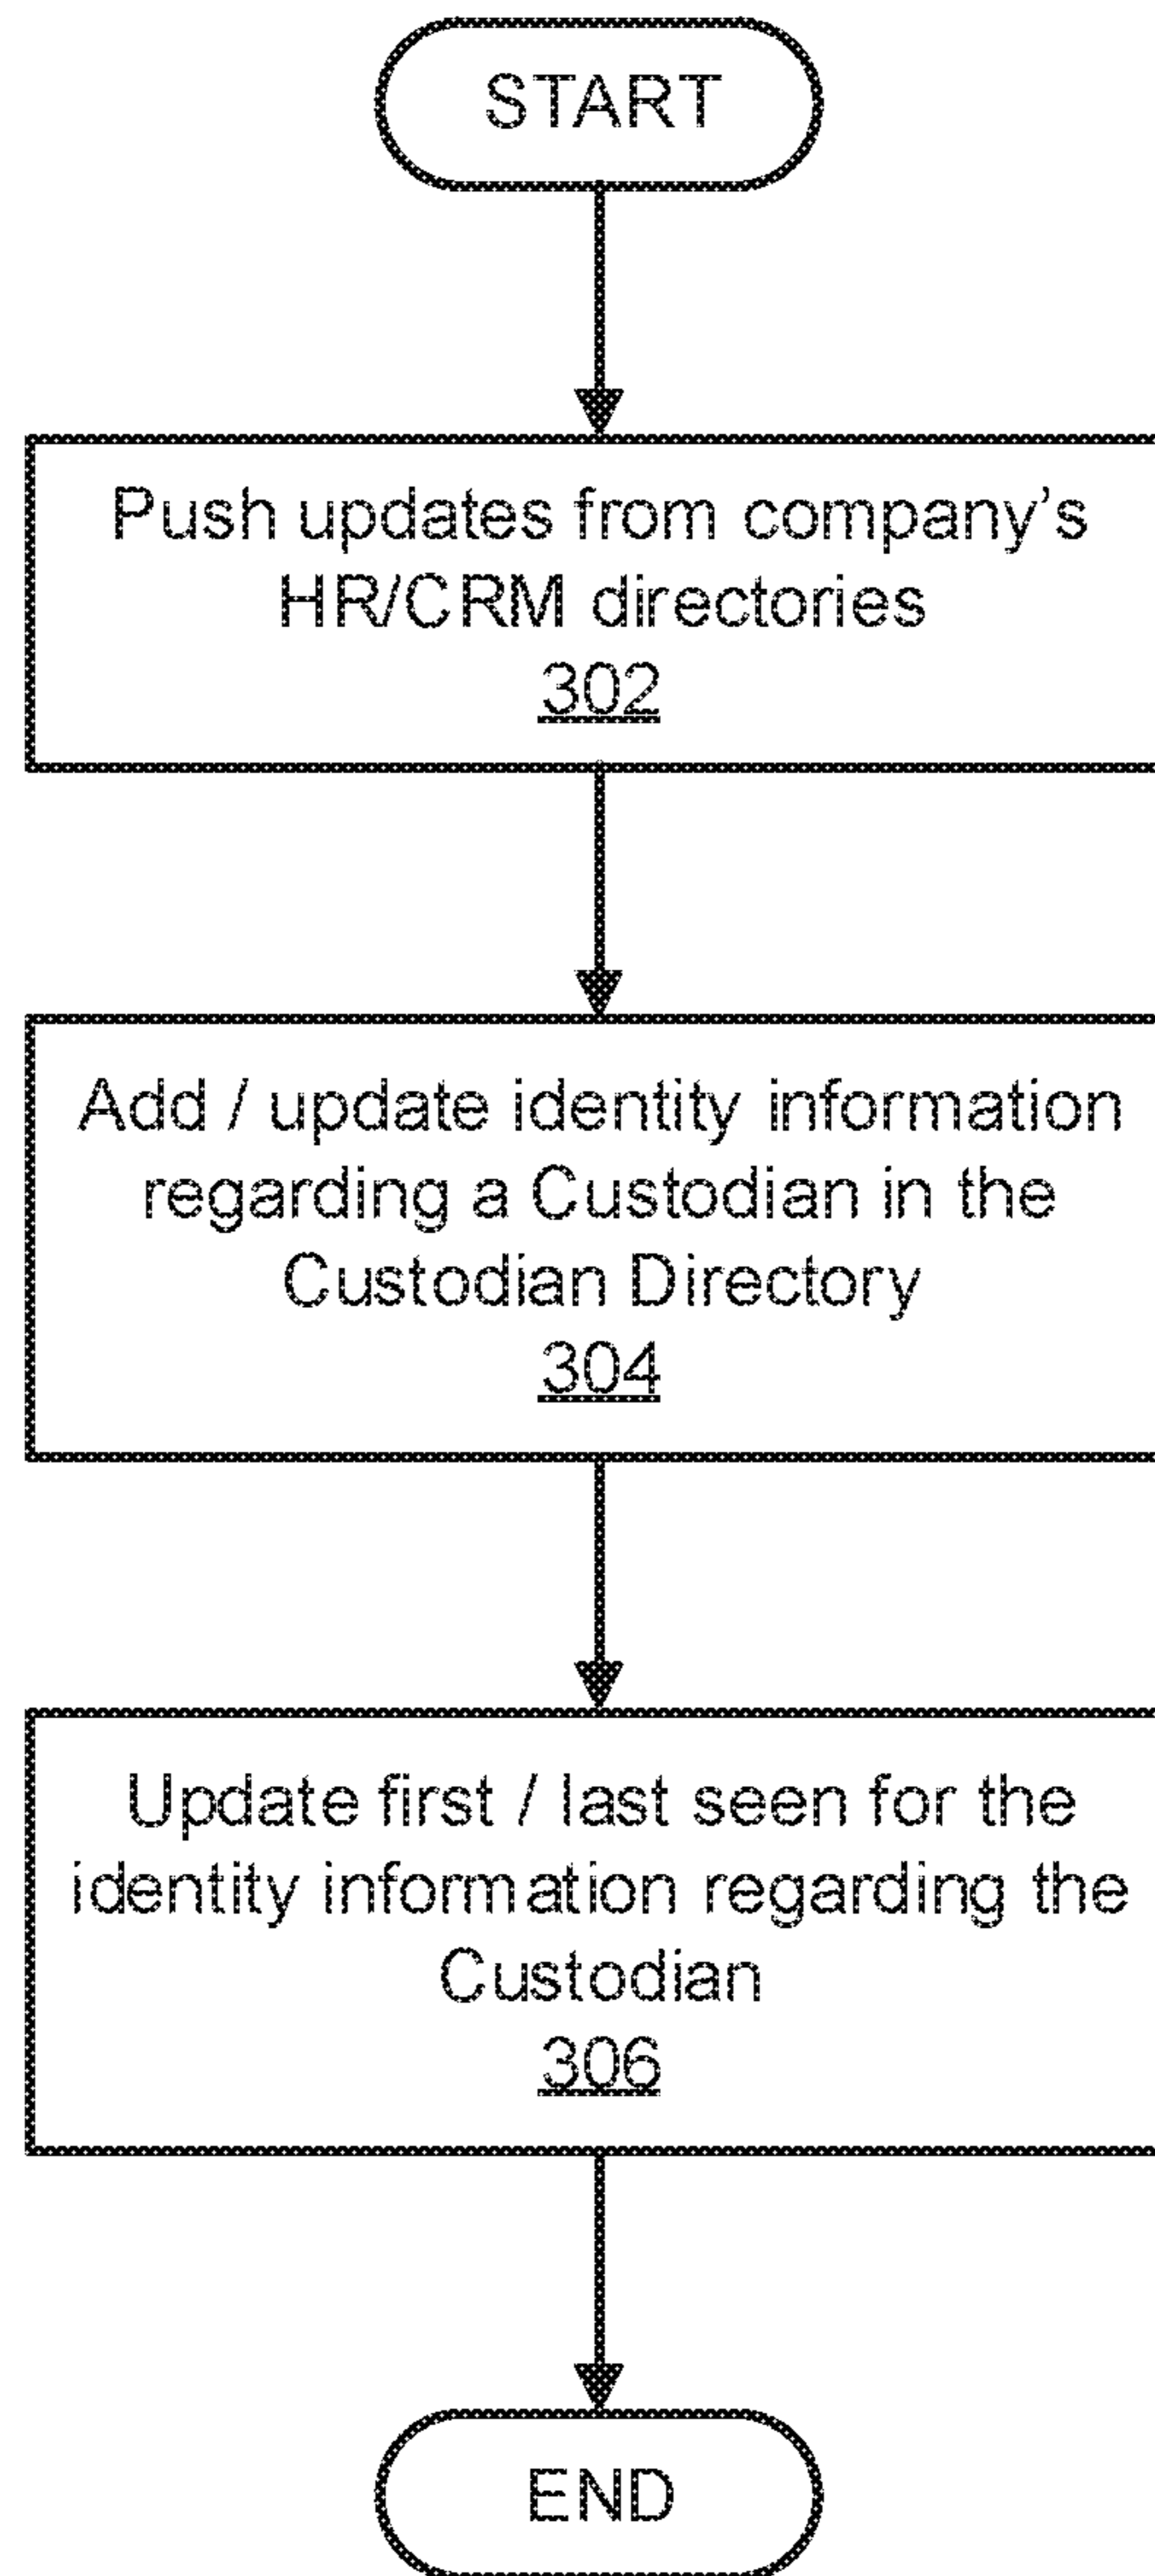 START
Push updates from company's
HR/CRM directories
302
Add / update identity information
regarding a Custodian in the
Custodian Directory
304
Update first / last seen for the
identity information regarding the
Custodian
306
END